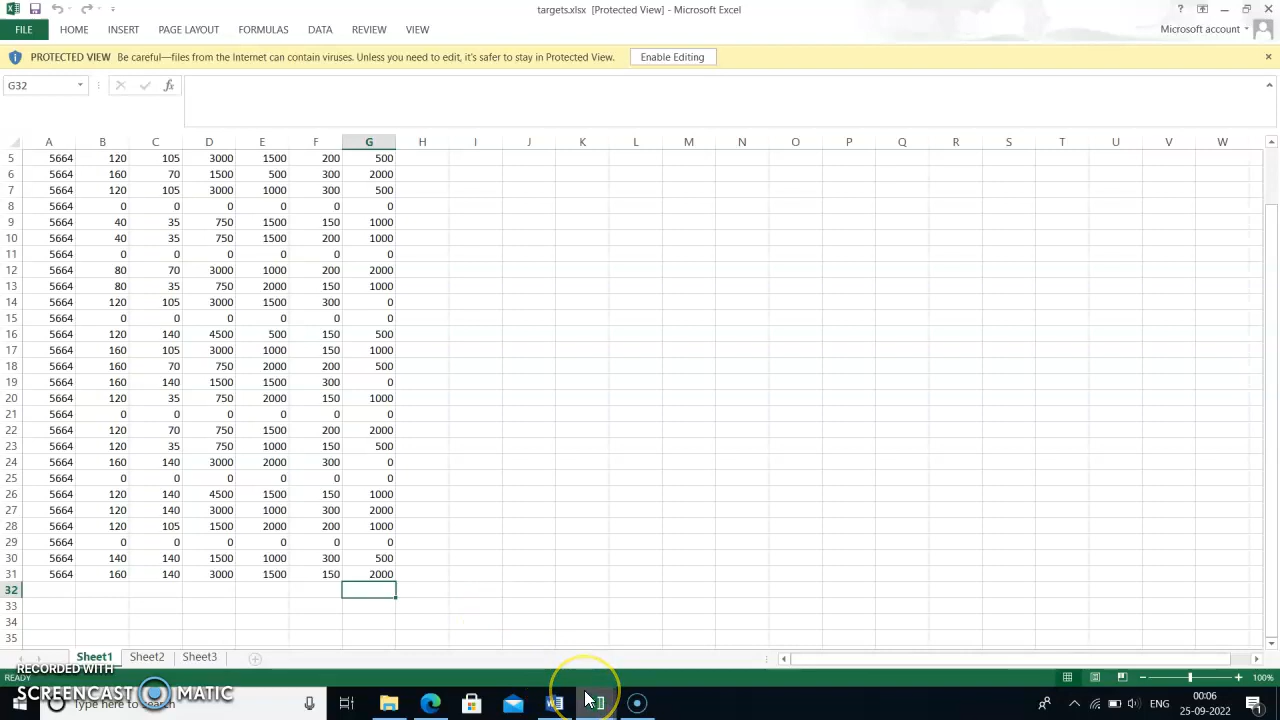 targets.xlsx [Protected View] - Microsoft Excel
FILE HOME INSERT PAGE LAYOUT FORMULAS DATA REVIEW VIEW Microsoft account
PROTECTED VIEW Be careful—files from the Internet can contain viruses. Unless you need to edit, it's safer to stay in Protected View. Enable Editing
G32 fx
A B C D E F G H I J K L M N O P Q R S T U V W
5 5664 120 105 3000 1500 200 500
6 5664 160 70 1500 500 300 2000
7 5664 120 105 3000 1000 300 500
8 5664 0 0 0 0 0 0
9 5664 40 35 750 1500 150 1000
10 5664 40 35 750 1500 200 1000
11 5664 0 0 0 0 0 0
12 5664 80 70 3000 1000 200 2000
13 5664 80 35 750 2000 150 1000
14 5664 120 105 3000 1500 300 0
15 5664 0 0 0 0 0 0
16 5664 120 140 4500 500 150 500
17 5664 160 105 3000 1000 150 1000
18 5664 160 70 750 2000 200 500
19 5664 160 140 1500 1500 300 0
20 5664 120 35 750 2000 150 1000
21 5664 0 0 0 0 0 0
22 5664 120 70 750 1500 200 2000
23 5664 120 35 750 1000 150 500
24 5664 160 140 3000 2000 300 0
25 5664 0 0 0 0 0 0
26 5664 120 140 4500 1500 150 1000
27 5664 120 140 3000 1000 300 2000
28 5664 120 105 1500 2000 200 1000
29 5664 0 0 0 0 0 0
30 5664 140 140 1500 1000 300 500
31 5664 160 140 3000 1500 150 2000
32
33
34
35
Sheet1 Sheet2 Sheet3
RECORDED WITH
READY 100%
SCREENCAST MATIC
Type here to search
ENG 00:06
25-09-2022